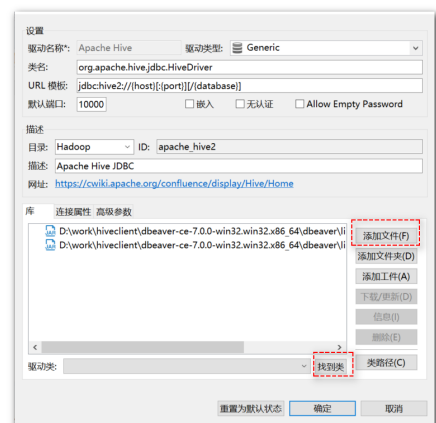 设置
驱动名称*: Apache Hive 驱动类型: Generic
类名: org.apache.hive.jdbc.HiveDriver
URL 模板: jdbc:hive2://{host}[:{port}][/{database}]
默认端口: 10000 嵌入 无认证 Allow Empty Password
描述
目录: Hadoop ID: apache_hive2
描述: Apache Hive JDBC
网址: https://cwiki.apache.org/confluence/display/Hive/Home
库 连接属性 高级参数
D:\work\hiveclient\dbeaver-ce-7.0.0-win32.win32.x86_64\dbeaver\li
D:\work\hiveclient\dbeaver-ce-7.0.0-win32.win32.x86_64\dbeaver\li
添加文件(F)
添加文件夹(D)
添加工件(A)
下载/更新(D)
信息(I)
删除(E)
类路径(C)
驱动类: 找到类
重置为默认状态 确定 取消